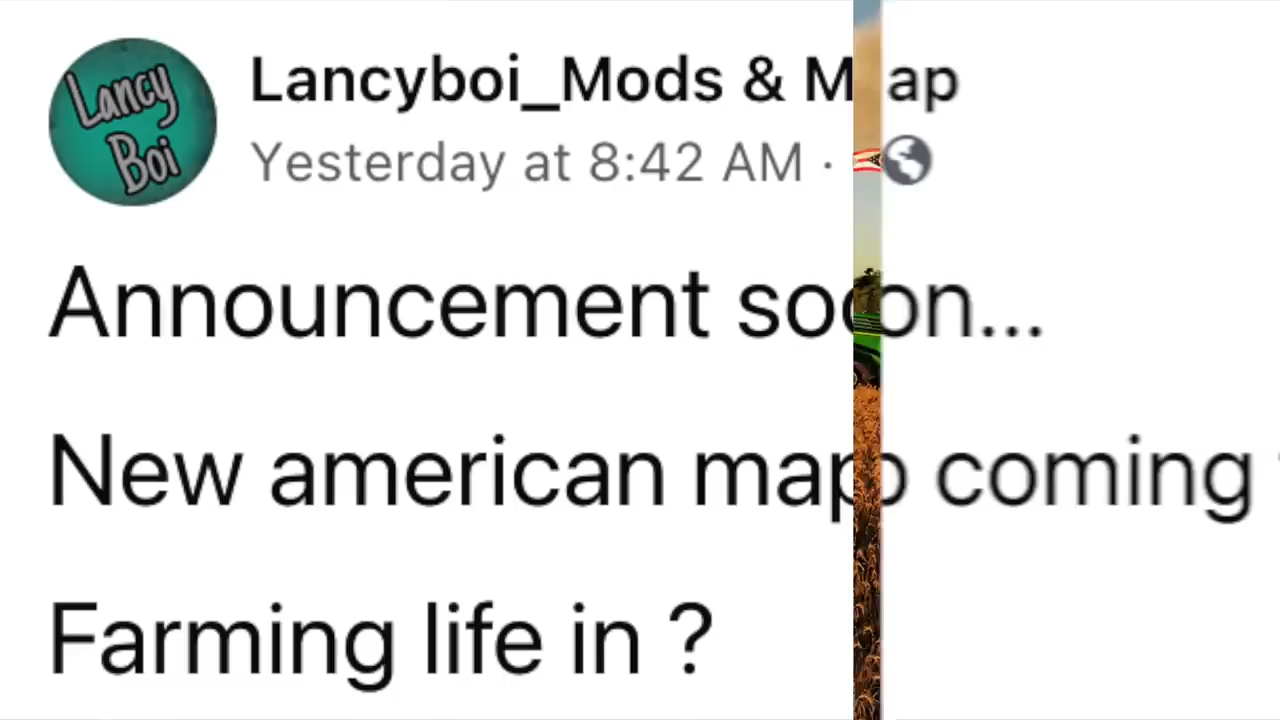 Lancy
Boi
Lancyboi_Mods & Map
Yesterday at 8:42 AM ·
Announcement soon...
New american map coming
Farming life in ?